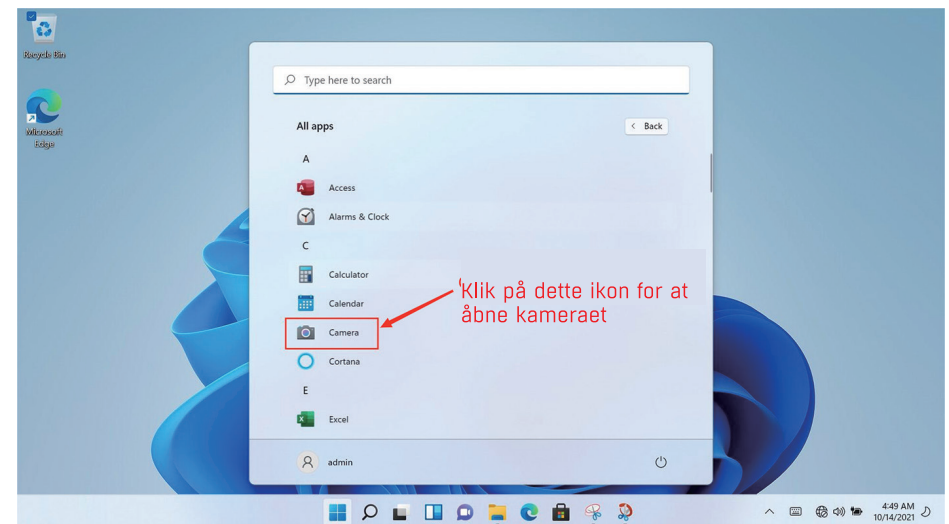 Recycle Bin
Microsoft
Edge
Type here to search
All apps
< Back
A
Access
Alarms & Clock
C
Calculator
Calendar
Camera
Cortana
E
Excel
admin
Klik på dette ikon for at
åbne kameraet
4:49 AM
10/14/2021